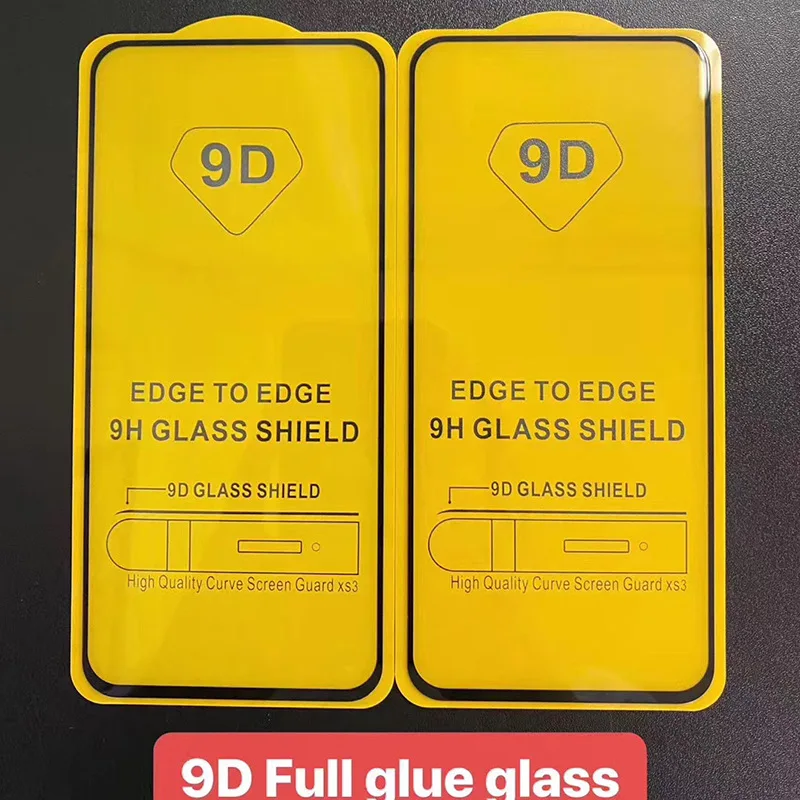 9D
EDGE TO EDGE
9H GLASS SHIELD
9D GLASS SHIELD
High Quality Curve Screen Guard xs3
9D
EDGE TO EDGE
9H GLASS SHIELD
9D GLASS SHIELD
High Quality Curve Screen Guard xs3
9D Full glue glass